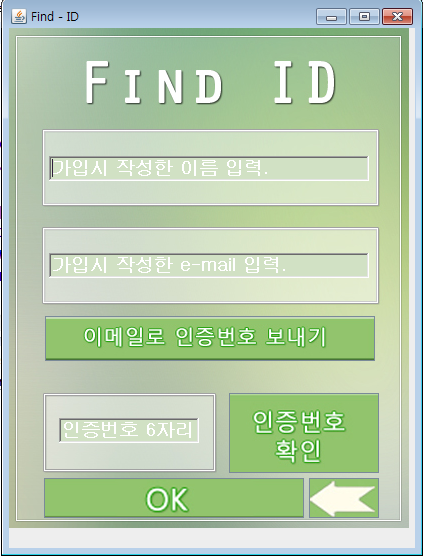 Find - ID
FIND ID
가입시 작성한 이름 입력.
가입시 작성한 e-mail 입력.
이메일로 인증번호 보내기
인증번호 6자리
인증번호
확인
OK